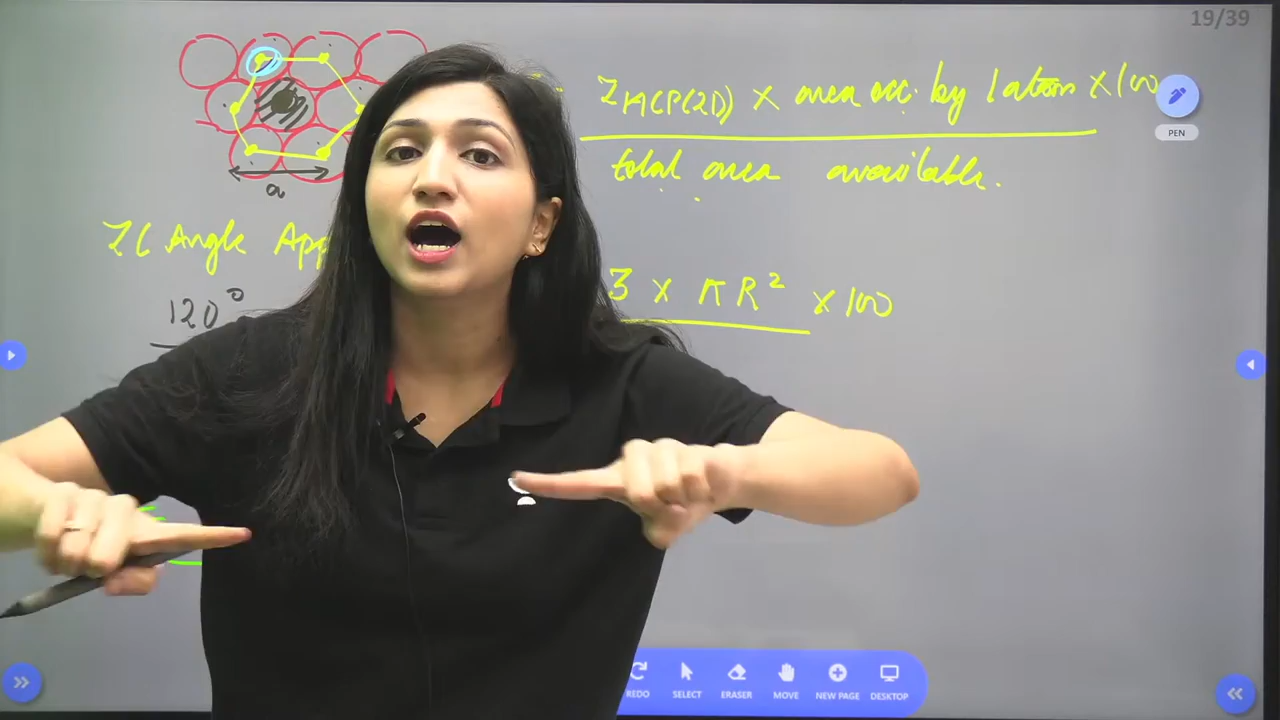 19/39
Z HCP(2D) × area occ. by 1 atom × 100
total area available.
PEN
a
Z ( Angle App
120°
3 × π R² × 100
REDO SELECT ERASER MOVE NEW PAGE DESKTOP